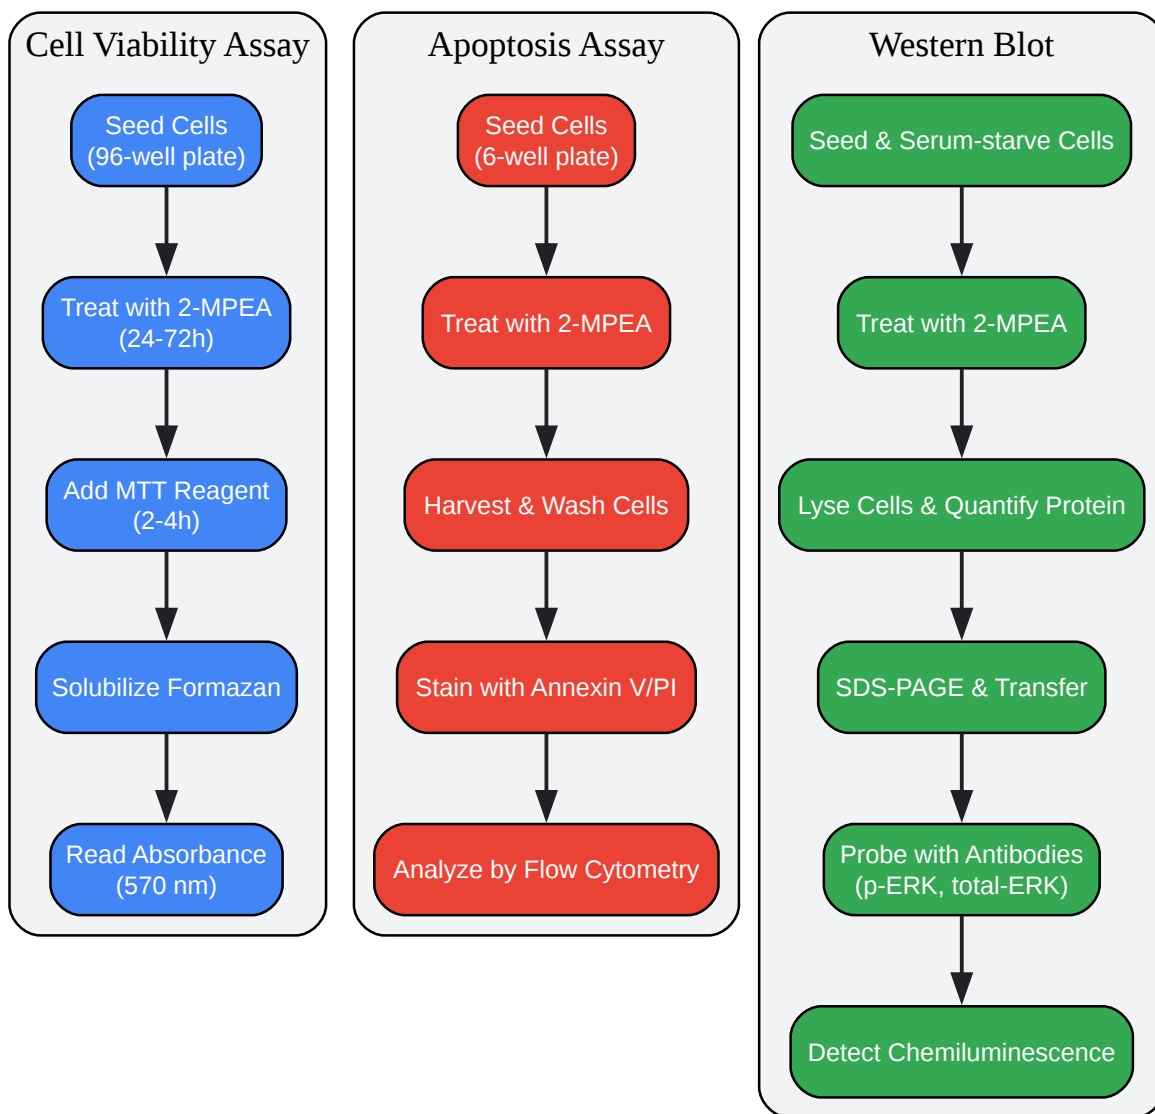 Cell Viability Assay
Seed Cells
(96-well plate)
Treat with 2-MPEA
(24-72h)
Add MTT Reagent
(2-4h)
Solubilize Formazan
Read Absorbance
(570 nm)
Apoptosis Assay
Seed Cells
(6-well plate)
Treat with 2-MPEA
Harvest & Wash Cells
Stain with Annexin V/PI
Analyze by Flow Cytometry
Western Blot
Seed & Serum-starve Cells
Treat with 2-MPEA
Lyse Cells & Quantify Protein
SDS-PAGE & Transfer
Probe with Antibodies
(p-ERK, total-ERK)
Detect Chemiluminescence